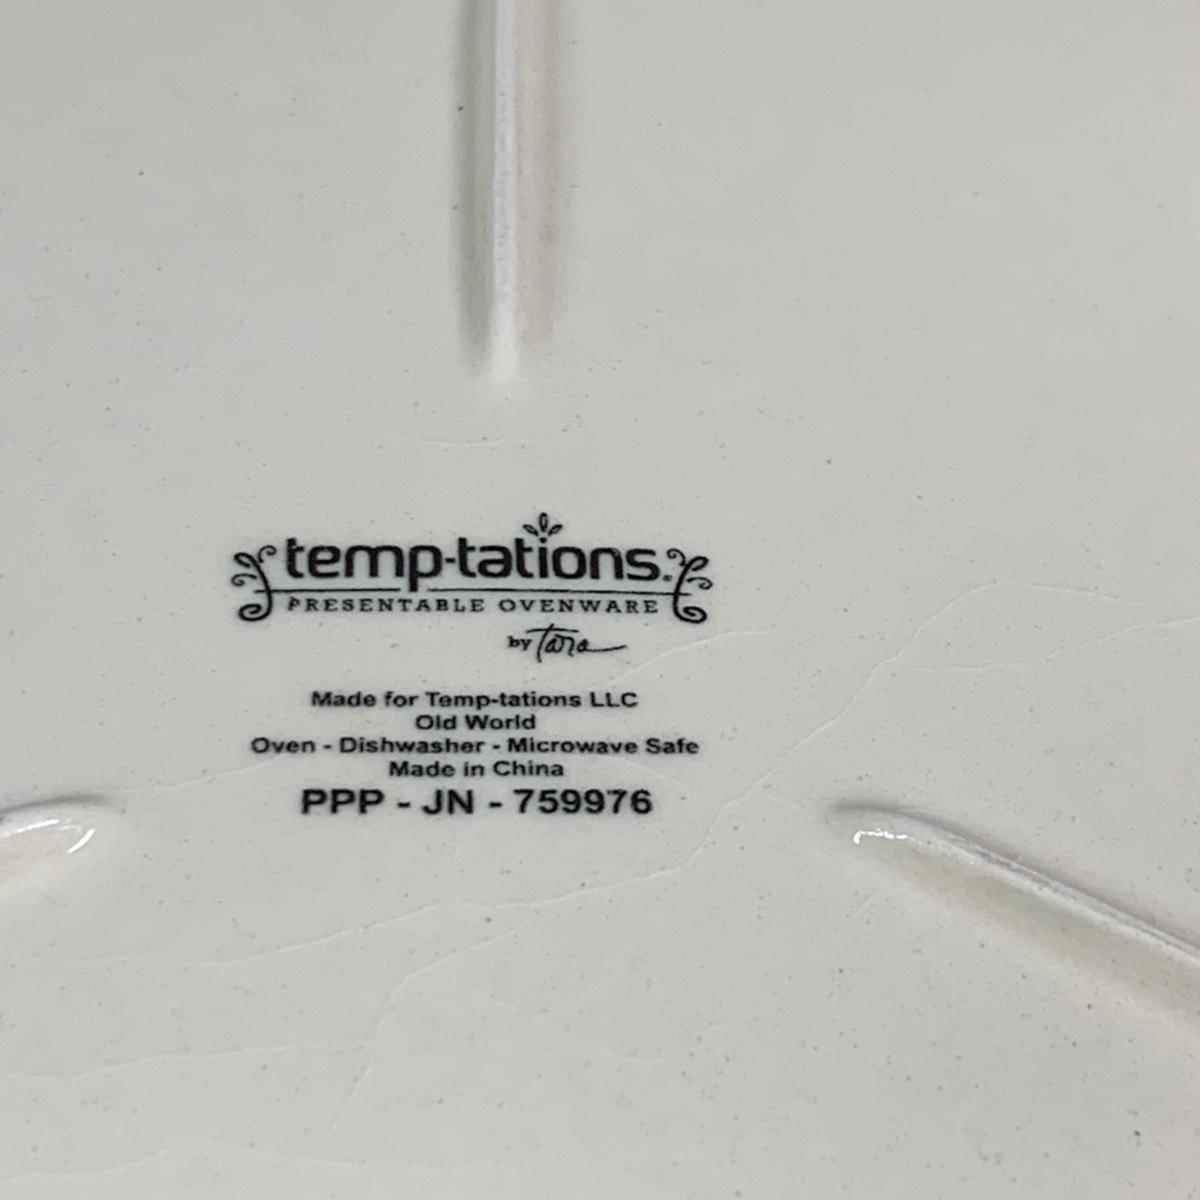 temp-tations®
PRESENTABLE OVENWARE
by Tara
Made for Temp-tations LLC
Old World
Oven - Dishwasher - Microwave Safe
Made in China
PPP - JN - 759976